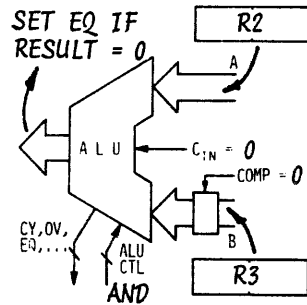 SET EQ IF
RESULT = 0
R2
A
ALU
C_IN = 0
COMP = 0
CY,OV,
EQ,...
ALU
CTL
B
AND
R3